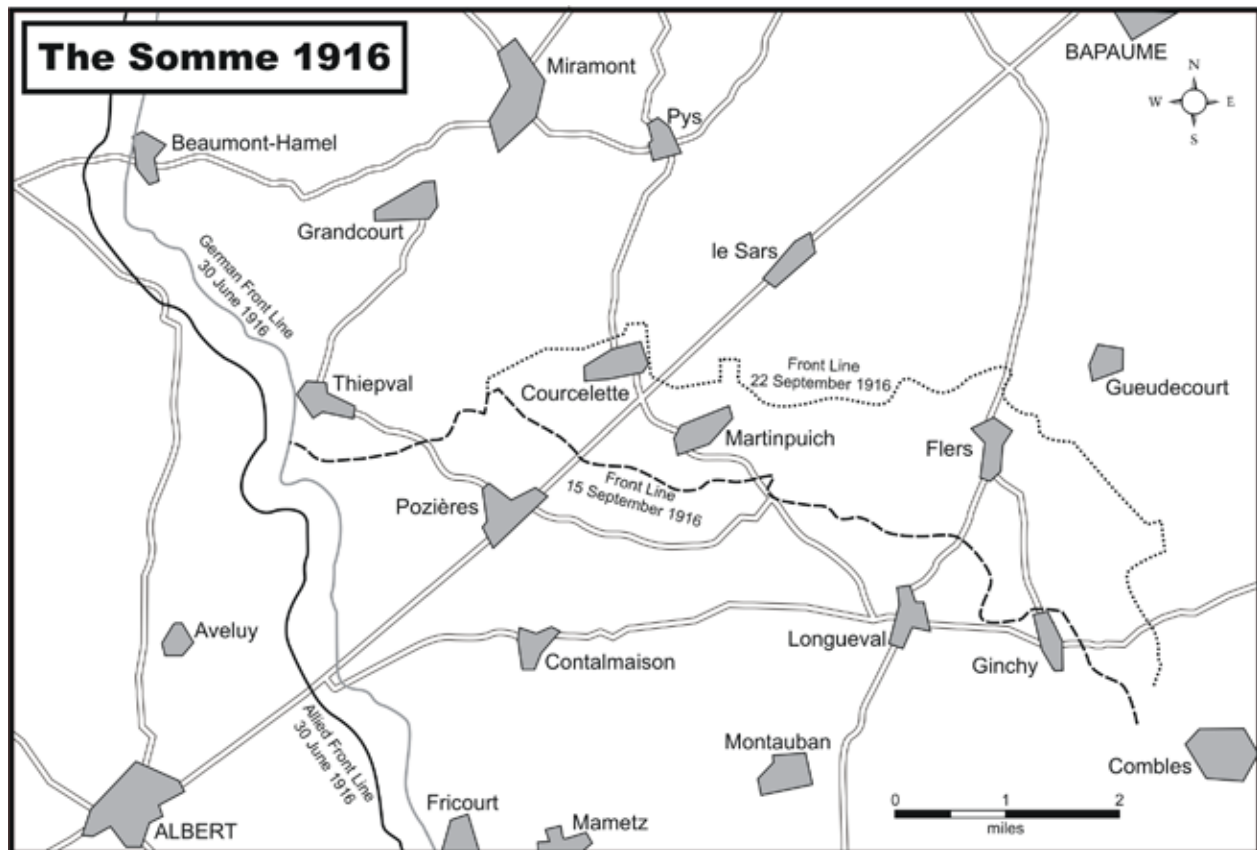 The Somme 1916
BAPAUME
Miramont
N
W
E
S
Pys
Beaumont-Hamel
Grandcourt
le Sars
German Front Line
30 June 1916
Front Line
22 September 1916
Gueudecourt
Thiepval
Courcelette
Martinpuich
Flers
Front Line
15 September 1916
Pozières
Aveluy
Longueval
Contalmaison
Ginchy
Allied Front Line
30 June 1916
Montauban
Combles
0
1
2
miles
Fricourt
Mametz
ALBERT